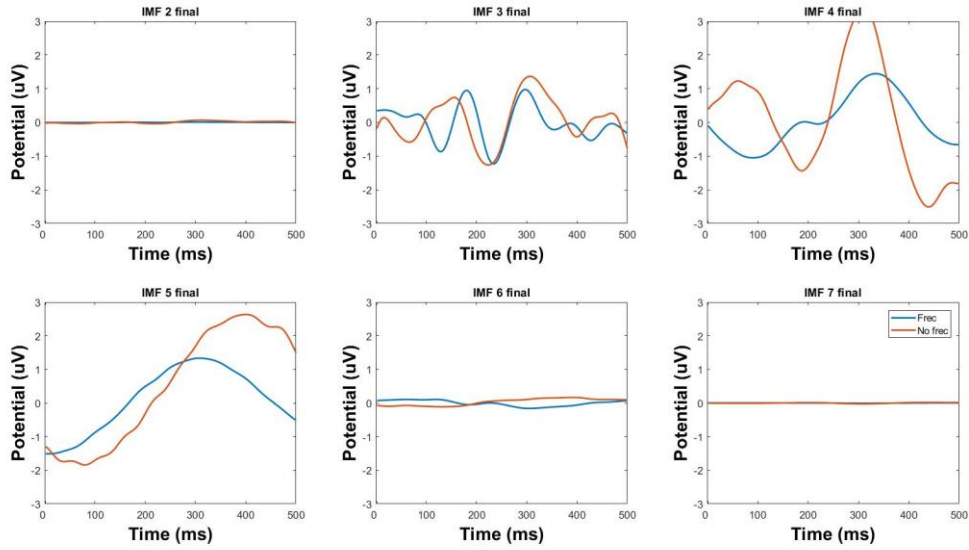 IMF 2 final
3
2
1
0
-1
-2
-3
Potential (uV)
0 100 200 300 400 500
Time (ms)
IMF 3 final
3
2
1
0
-1
-2
-3
Potential (uV)
0 100 200 300 400 500
Time (ms)
IMF 4 final
3
2
1
0
-1
-2
-3
Potential (uV)
0 100 200 300 400 500
Time (ms)
IMF 5 final
3
2
1
0
-1
-2
-3
Potential (uV)
0 100 200 300 400 500
Time (ms)
IMF 6 final
3
2
1
0
-1
-2
-3
Potential (uV)
0 100 200 300 400 500
Time (ms)
IMF 7 final
3
2
1
0
-1
-2
-3
Potential (uV)
Frec
No frec
0 100 200 300 400 500
Time (ms)